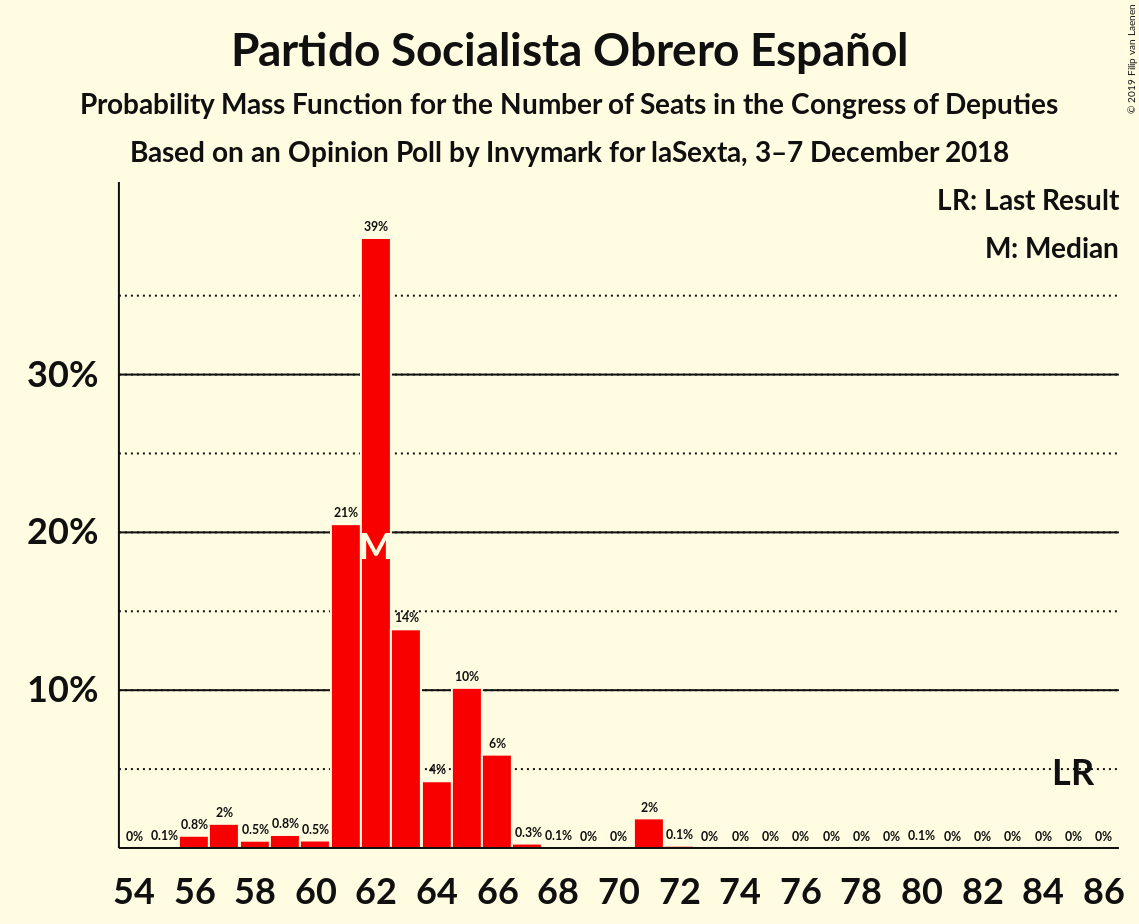 Partido Socialista Obrero Español
Probability Mass Function for the Number of Seats in the Congress of Deputies
Based on an Opinion Poll by Invymark for laSexta, 3–7 December 2018
© 2019 Filip van Laenen
LR: Last Result
M: Median
30%
20%
10%
0% 0.1% 0.8% 2% 0.5% 0.8% 0.5% 21% 39% 14% 4% 10% 6% 0.3% 0.1% 0% 0% 2% 0.1% 0% 0% 0% 0% 0% 0% 0% 0.1% 0% 0% 0% 0% 0% 0%
M
LR
54 56 58 60 62 64 66 68 70 72 74 76 78 80 82 84 86